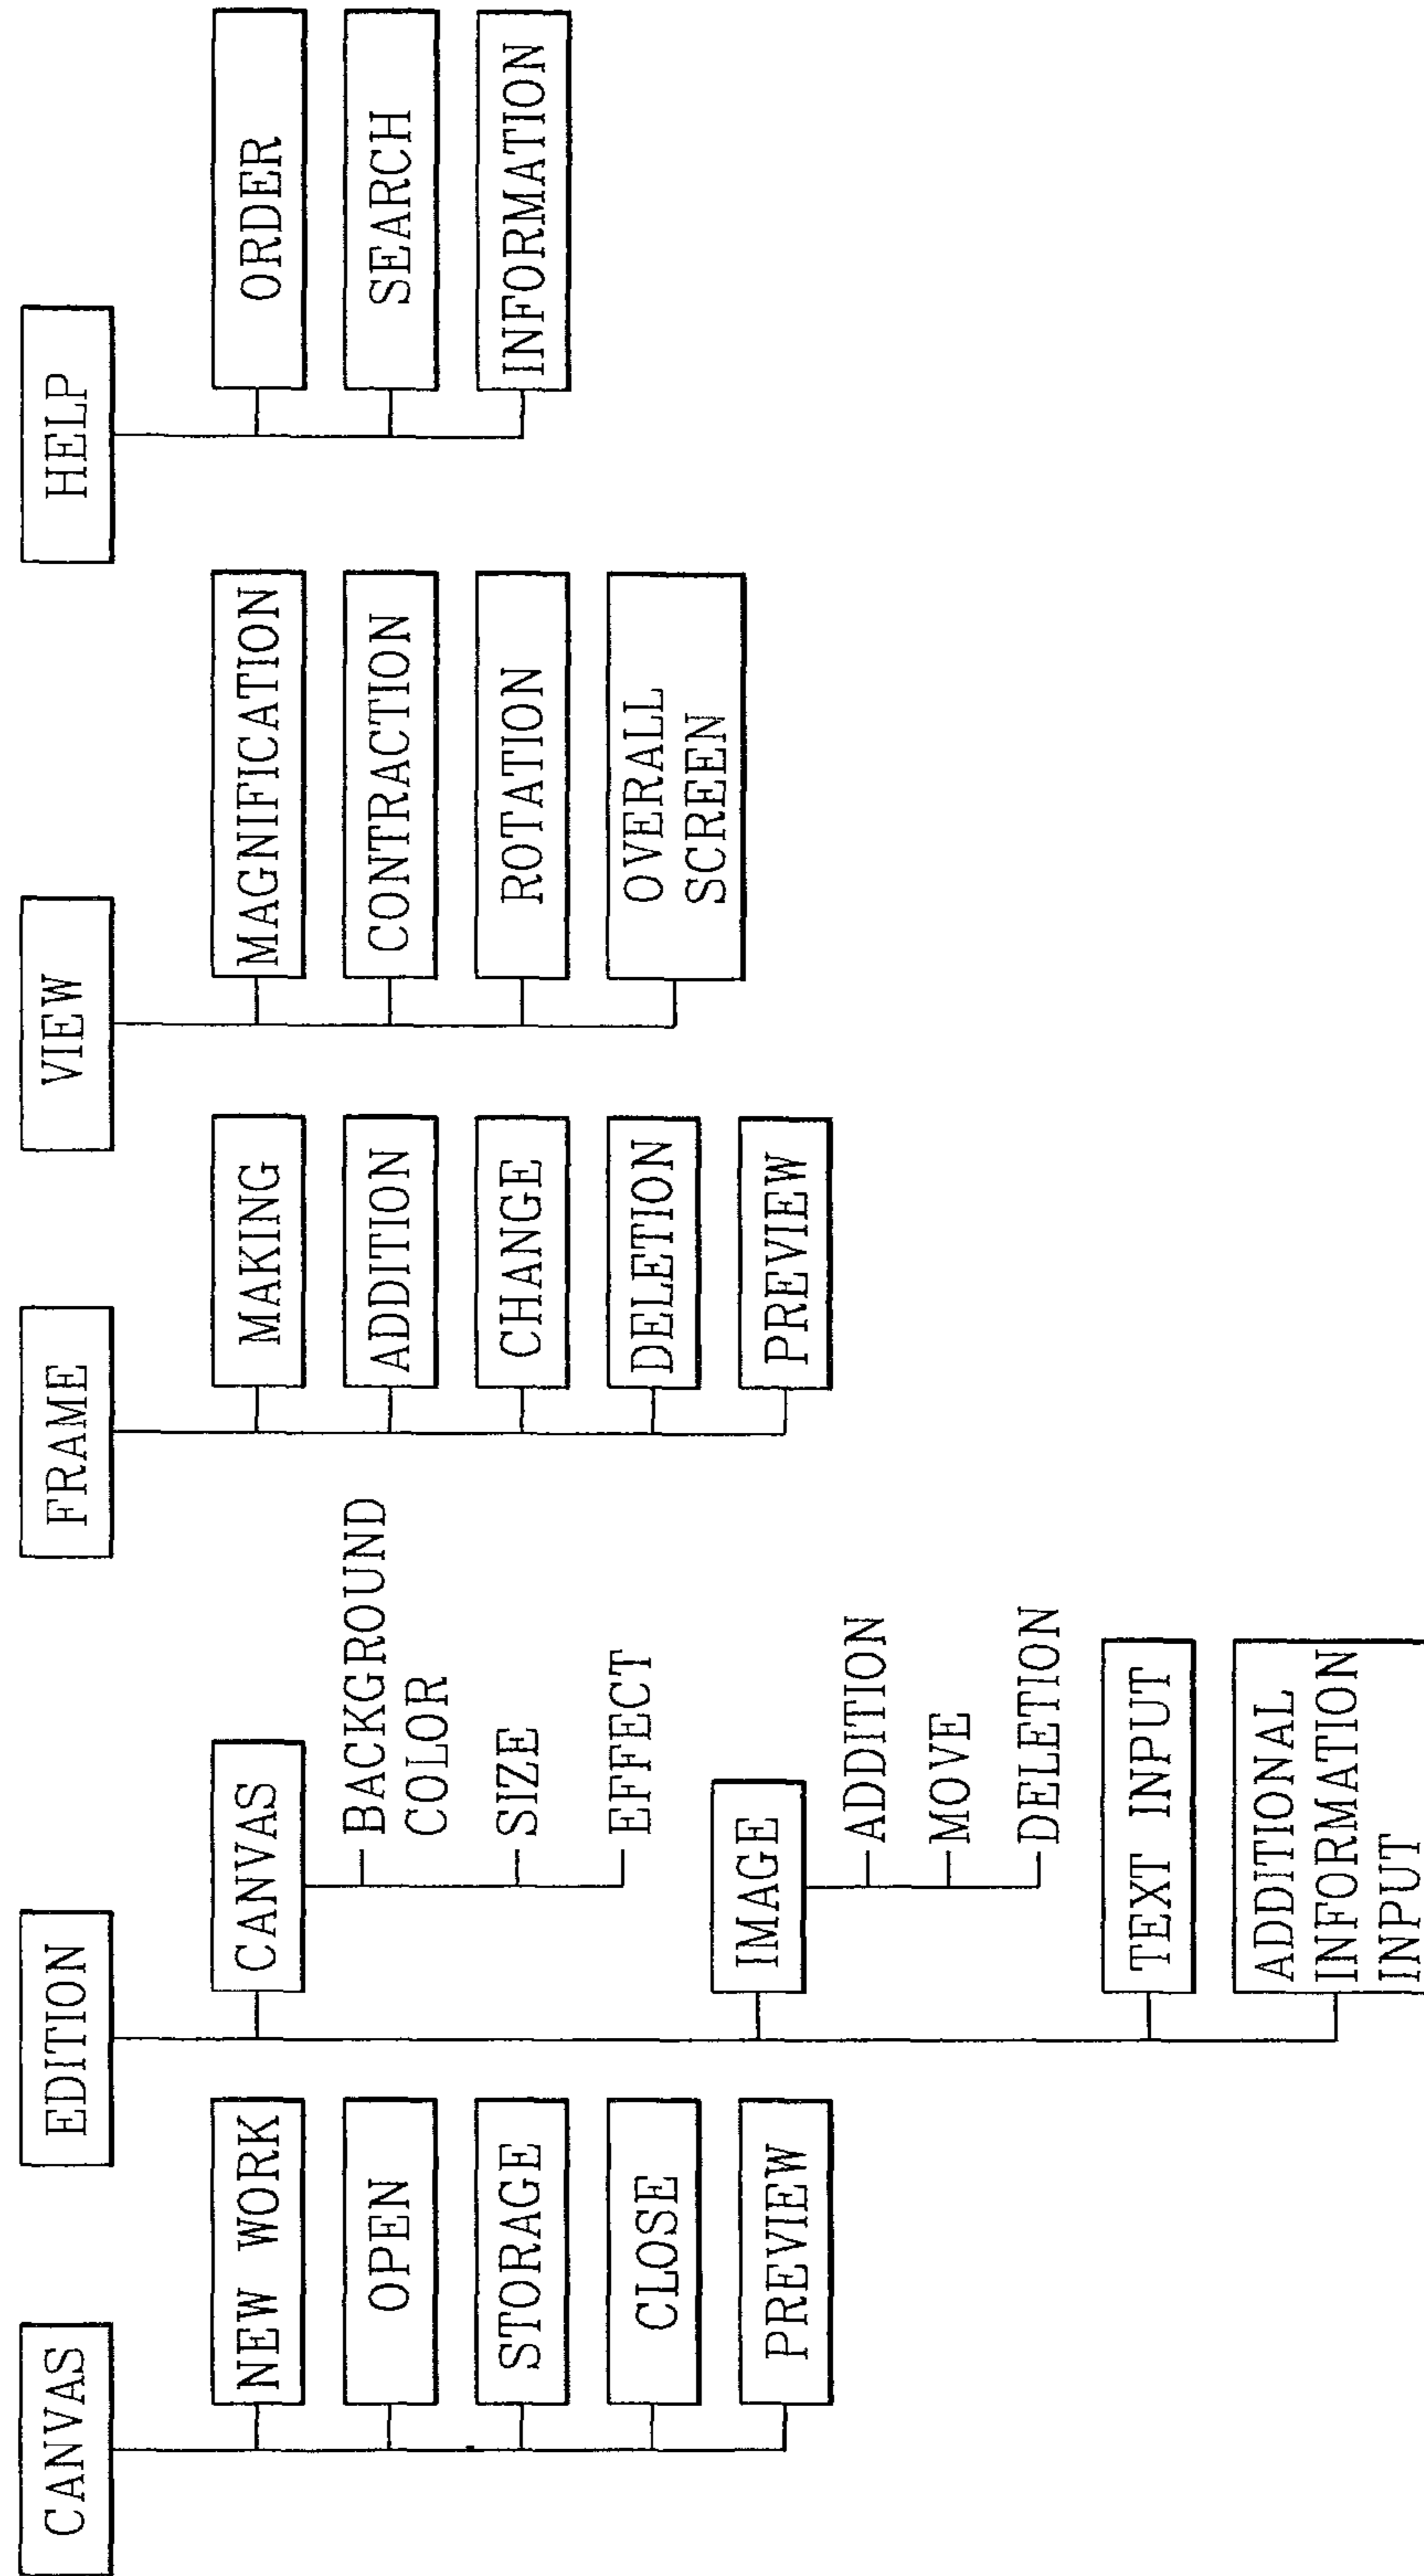 CANVAS
NEW WORK
OPEN
STORAGE
CLOSE
PREVIEW
EDITION
CANVAS
BACKGROUND
COLOR
SIZE
EFFECT
IMAGE
ADDITION
MOVE
DELETION
TEXT INPUT
ADDITIONAL
INFORMATION
INPUT
FRAME
MAKING
ADDITION
CHANGE
DELETION
PREVIEW
VIEW
MAGNIFICATION
CONTRACTION
ROTATION
OVERALL
SCREEN
HELP
ORDER
SEARCH
INFORMATION